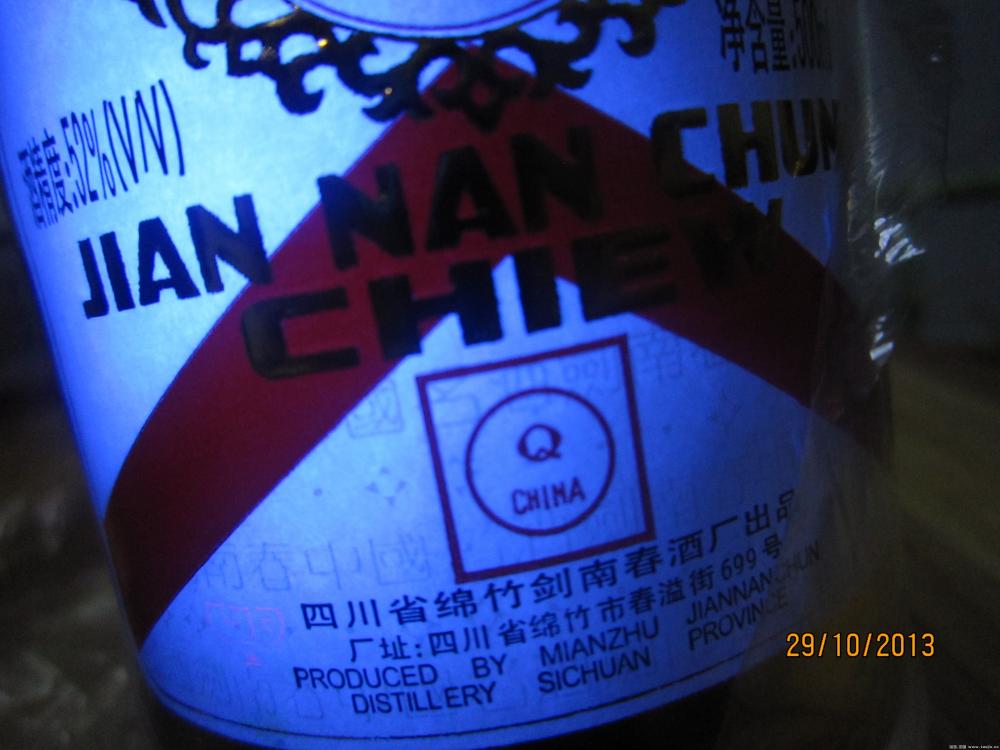 净含量:500ml
酒精度:52%(V/V)
JIAN NAN CHUN
CHIEW
Q
CHINA
四川省绵竹剑南春酒厂出品
厂址:四川省绵竹市春溢街699号
PRODUCED BY MIANZHU JIANNANCHUN
DISTILLERY SICHUAN PROVINCE
29/10/2013